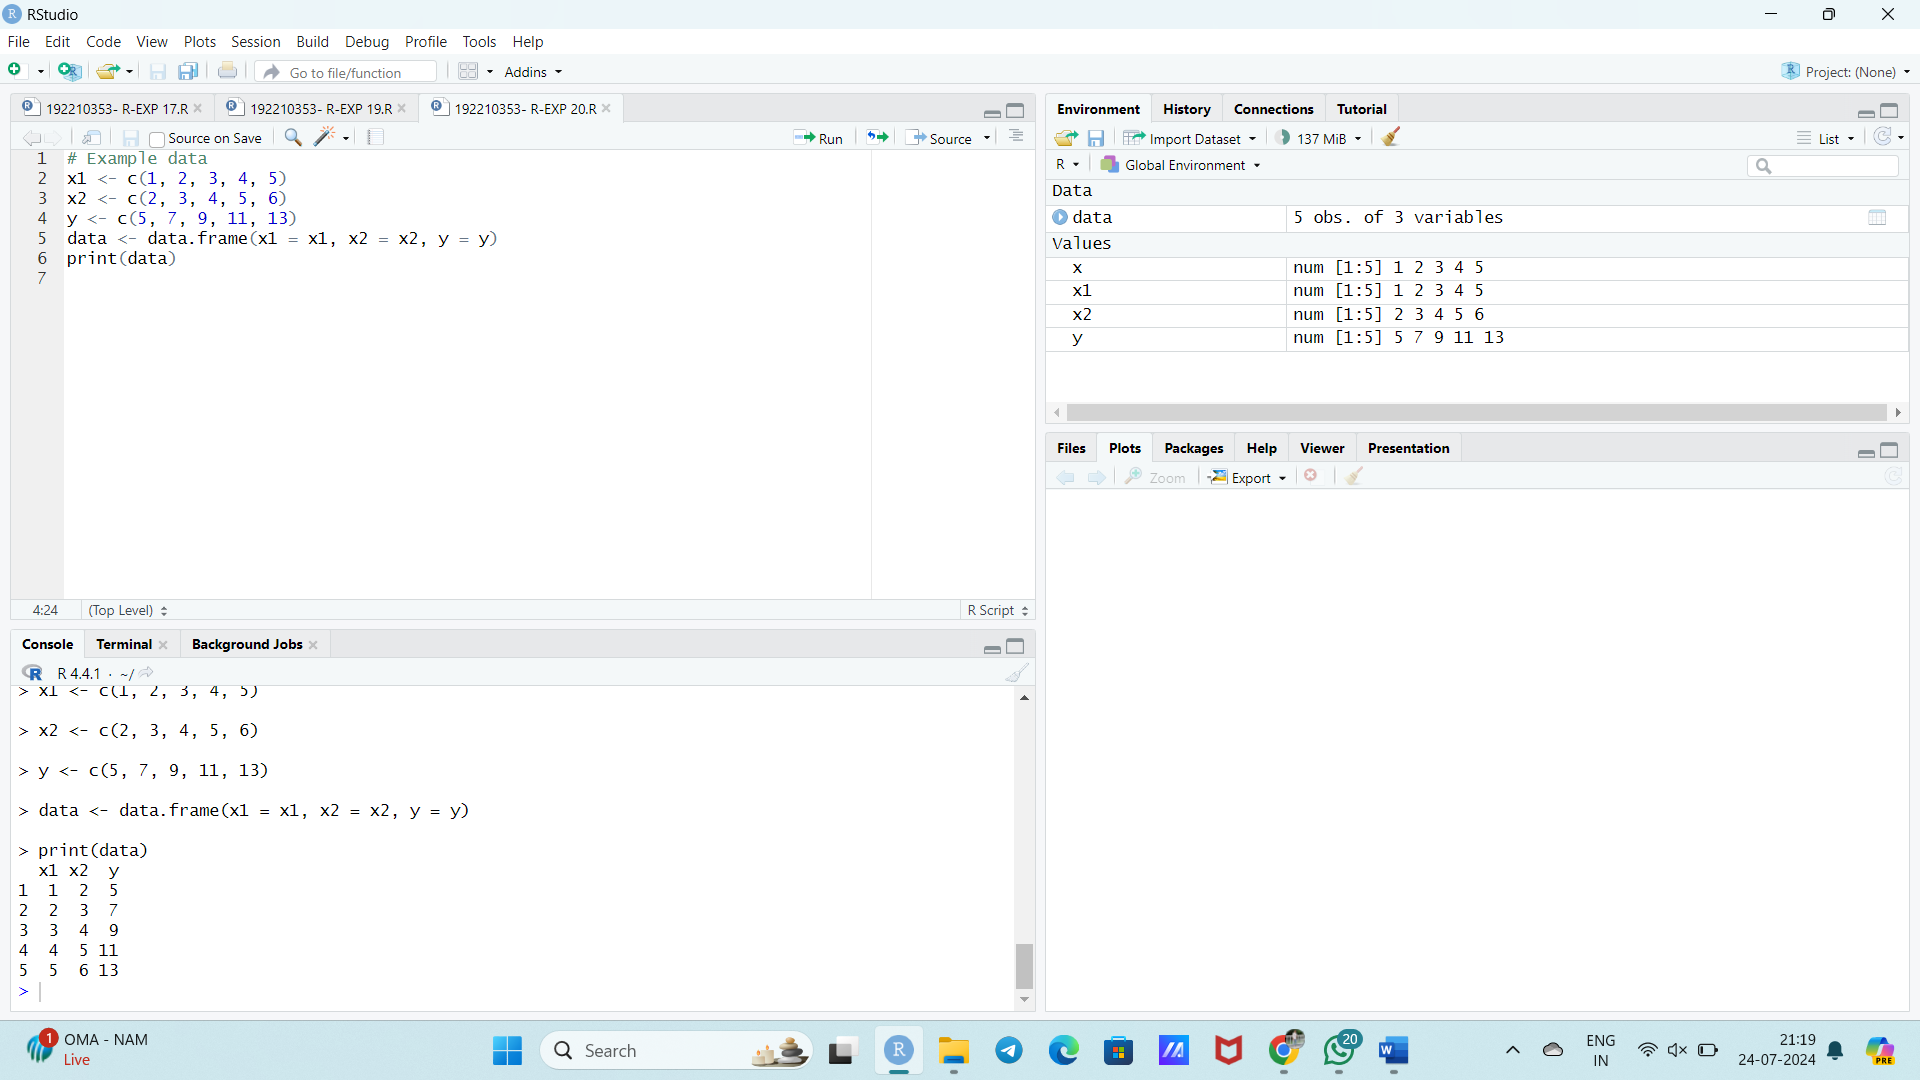 RStudio
File Edit Code View Plots Session Build Debug Profile Tools Help
Go to file/function Addins Project: (None)
192210353- R-EXP 17.R 192210353- R-EXP 19.R 192210353- R-EXP 20.R
Source on Save Run Source
1 # Example data
2 x1 <- c(1, 2, 3, 4, 5)
3 x2 <- c(2, 3, 4, 5, 6)
4 y <- c(5, 7, 9, 11, 13)
5 data <- data.frame(x1 = x1, x2 = x2, y = y)
6 print(data)
7
4:24 (Top Level) R Script
Console Terminal Background Jobs
R 4.4.1 · ~/
> x1 <- c(1, 2, 3, 4, 5)
> x2 <- c(2, 3, 4, 5, 6)
> y <- c(5, 7, 9, 11, 13)
> data <- data.frame(x1 = x1, x2 = x2, y = y)
> print(data)
x1 x2 y
1 1 2 5
2 2 3 7
3 3 4 9
4 4 5 11
5 5 6 13
>
Environment History Connections Tutorial
Import Dataset 137 MiB List
R Global Environment
Data
data 5 obs. of 3 variables
Values
x num [1:5] 1 2 3 4 5
x1 num [1:5] 1 2 3 4 5
x2 num [1:5] 2 3 4 5 6
y num [1:5] 5 7 9 11 13
Files Plots Packages Help Viewer Presentation
Zoom Export
1 OMA - NAM
Live
Search
20
ENG
IN
21:19
24-07-2024
PRE